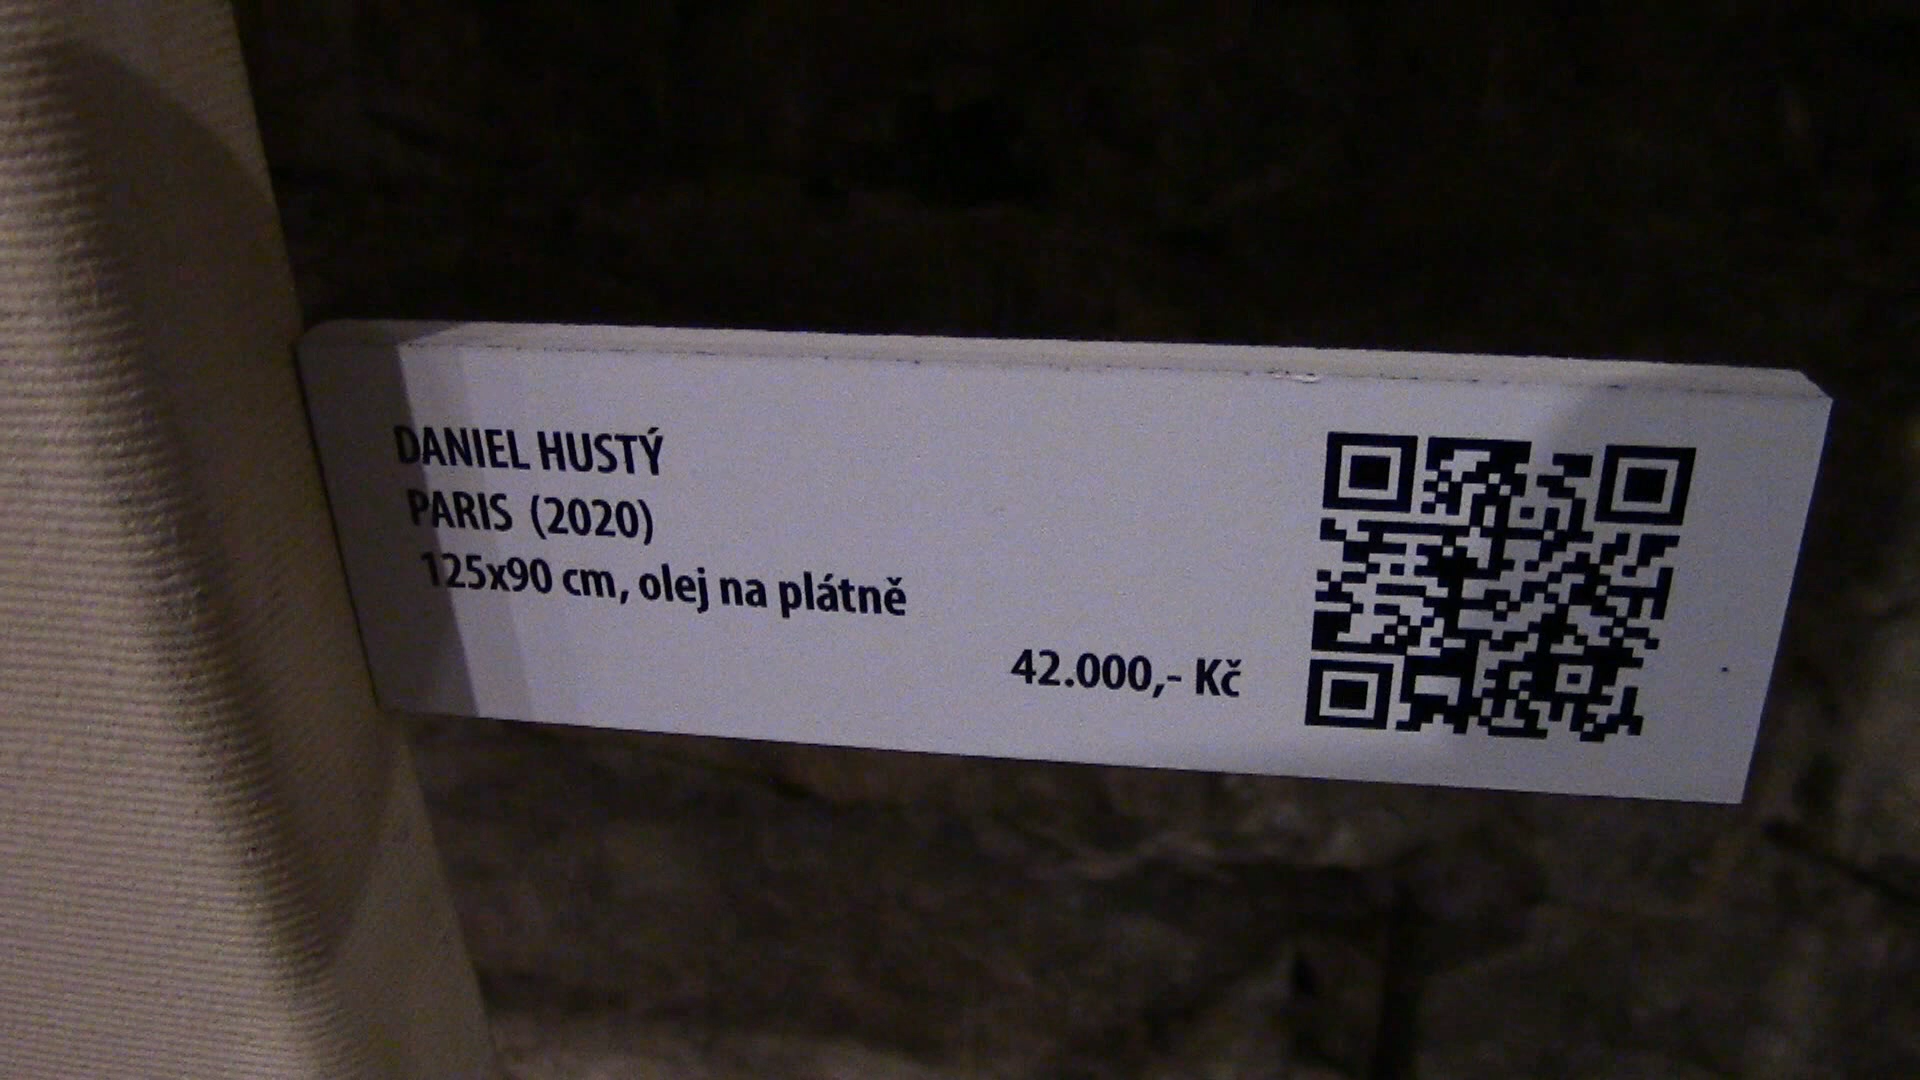 DANIEL HUSTÝ
PARIS (2020)
125x90 cm, olej na plátně
42.000,- Kč